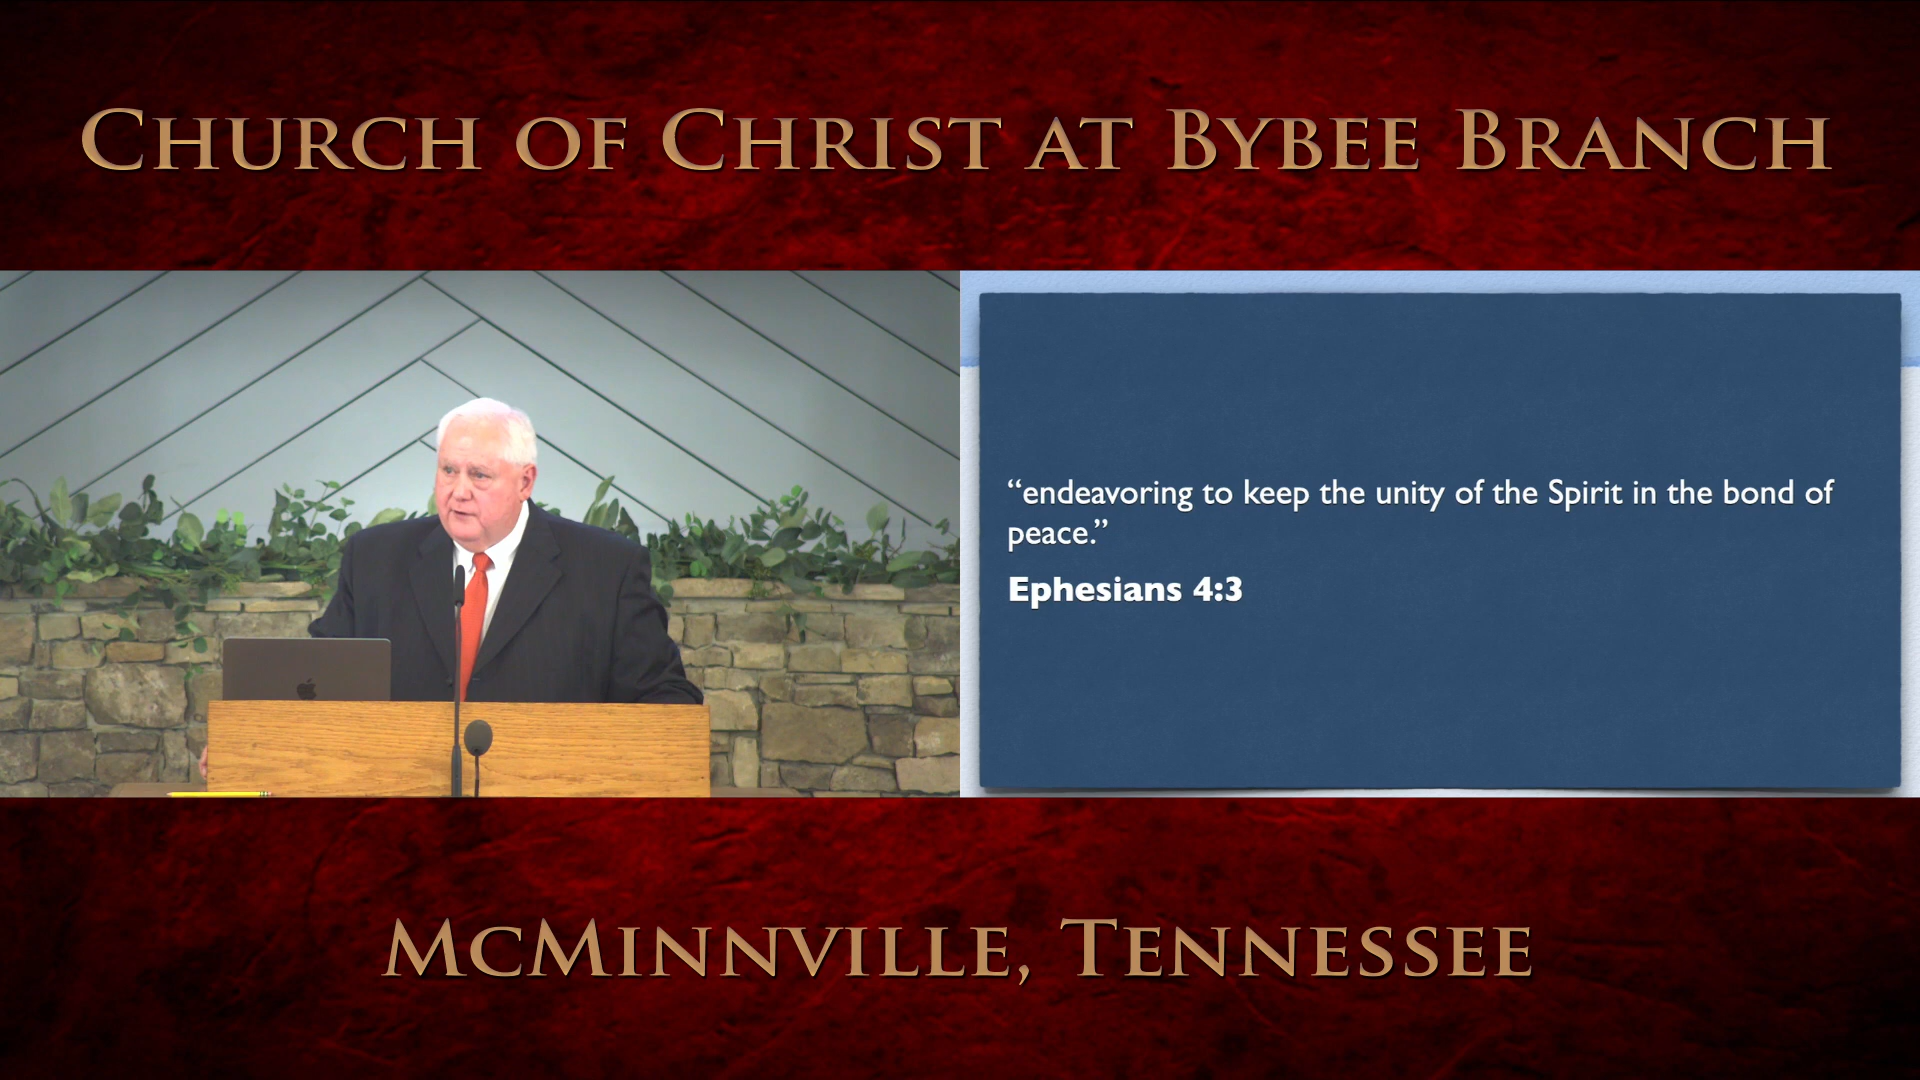 Church of Christ at Bybee Branch
“endeavoring to keep the unity of the Spirit in the bond of
peace.”
Ephesians 4:3
McMinnville, Tennessee